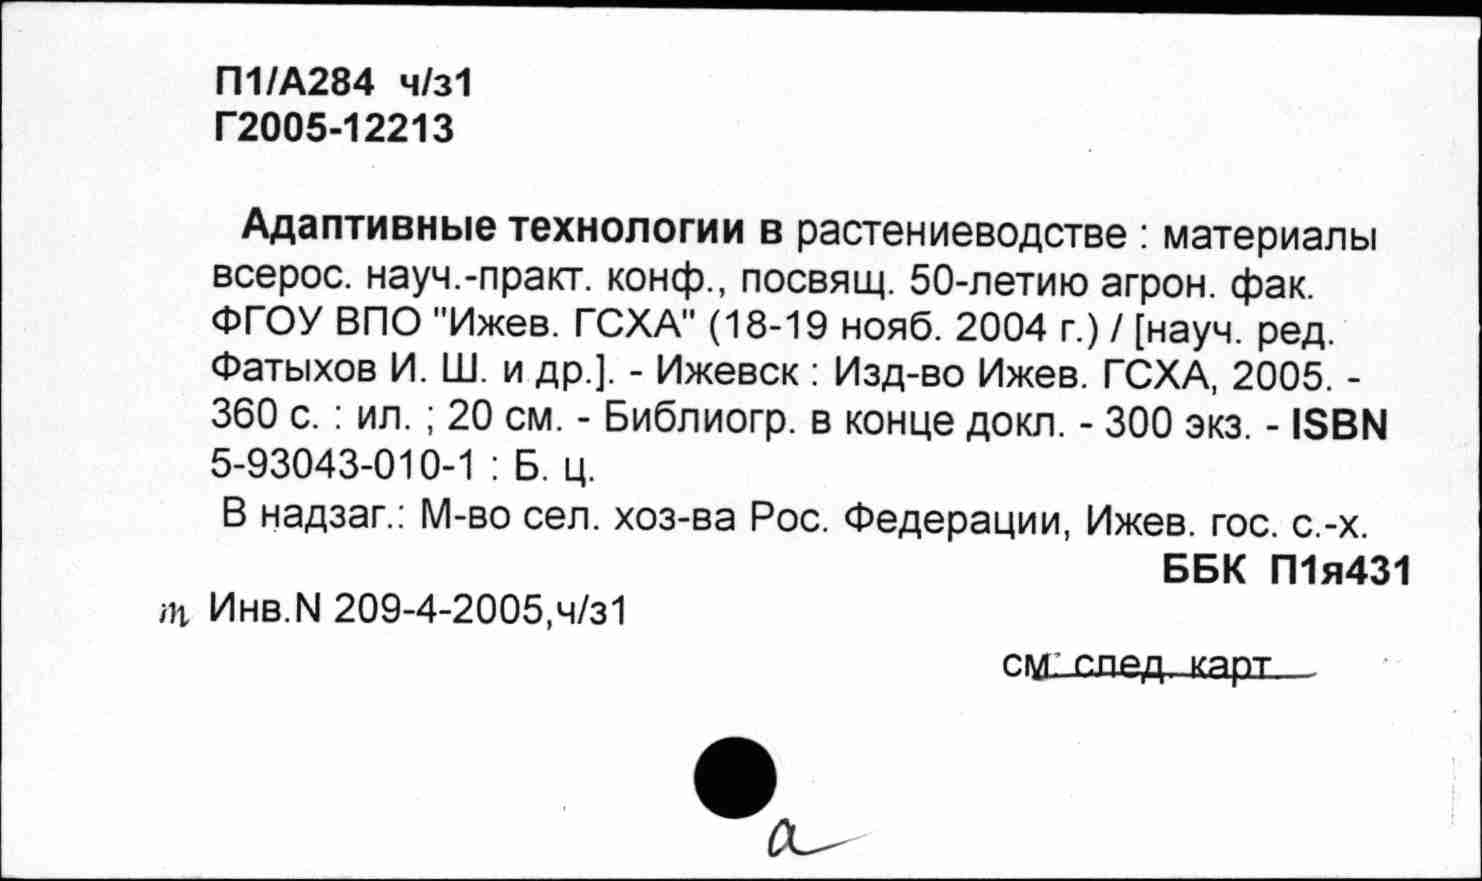 П1/А284 ч/з1
Г2005-12213
Адаптивные технологии в растениеводстве : материалы
всерос. науч.-практ. конф., посвящ. 50-летию агрон. фак.
ФГОУ ВПО "Ижев. ГСХА" (18-19 нояб. 2004 г.) / [науч. ред.
Фатыхов И. Ш. и др.]. - Ижевск : Изд-во Ижев. ГСХА, 2005. -
360 с. : ил. ; 20 см. - Библиогр. в конце докл. - 300 экз. - ISBN
5-93043-010-1 : Б. ц.
В надзаг.: М-во сел. хоз-ва Рос. Федерации, Ижев. гос. с.-х.
ББК П1я431
т Инв.N 209-4-2005,ч/з1
см. след. карт.
а